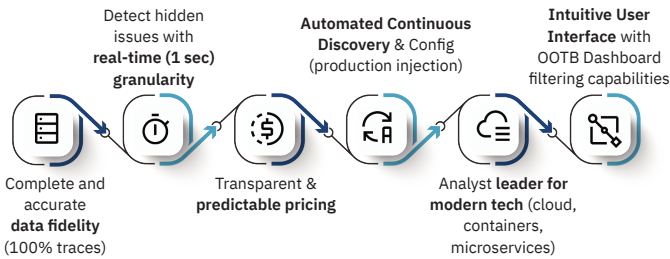 Complete and
accurate
data fidelity
(100% traces)
Detect hidden
issues with
real-time (1 sec)
granularity
Transparent &
predictable pricing
Automated Continuous
Discovery & Config
(production injection)
Analyst leader for
modern tech (cloud,
containers,
microservices)
Intuitive User
Interface with
OOTB Dashboard
filtering capabilities
$
A